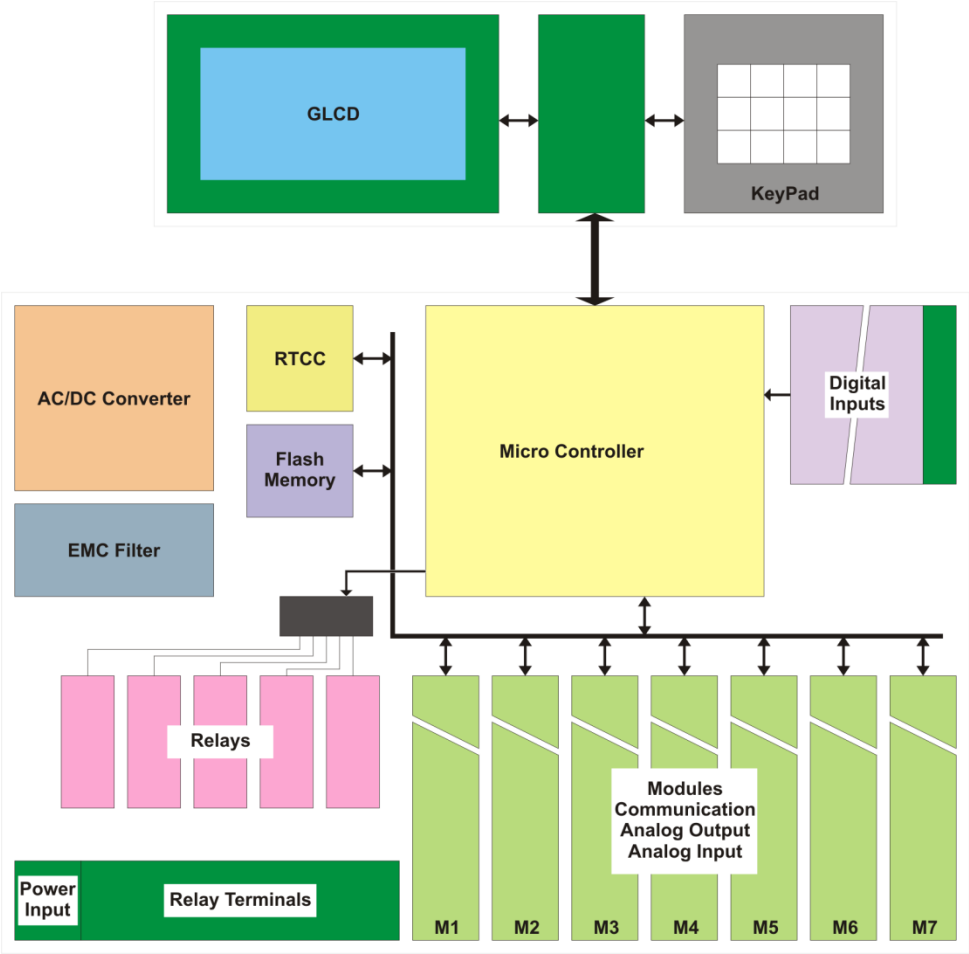 GLCD
KeyPad
AC/DC Converter
RTCC
Flash
Memory
EMC Filter
Micro Controller
Digital
Inputs
Relays
Modules
Communication
Analog Output
Analog Input
Power
Input
Relay Terminals
M1
M2
M3
M4
M5
M6
M7